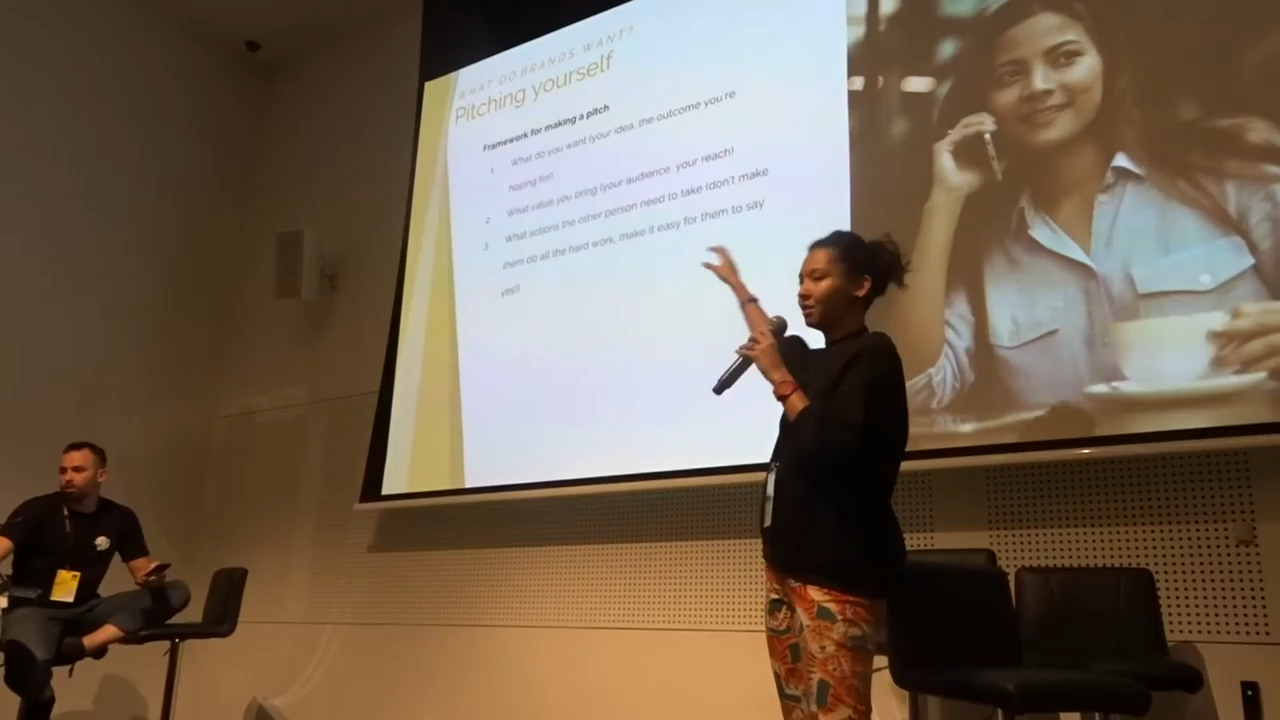 WHAT DO BRANDS WANT?
Pitching yourself
Framework for making a pitch
1 What do you want (your idea, the outcome you're
hoping for)
2 What value you bring (your audience your reach)
3 What actions the other person need to take (don't make
them do all the hard work, make it easy for them to say
yes!)